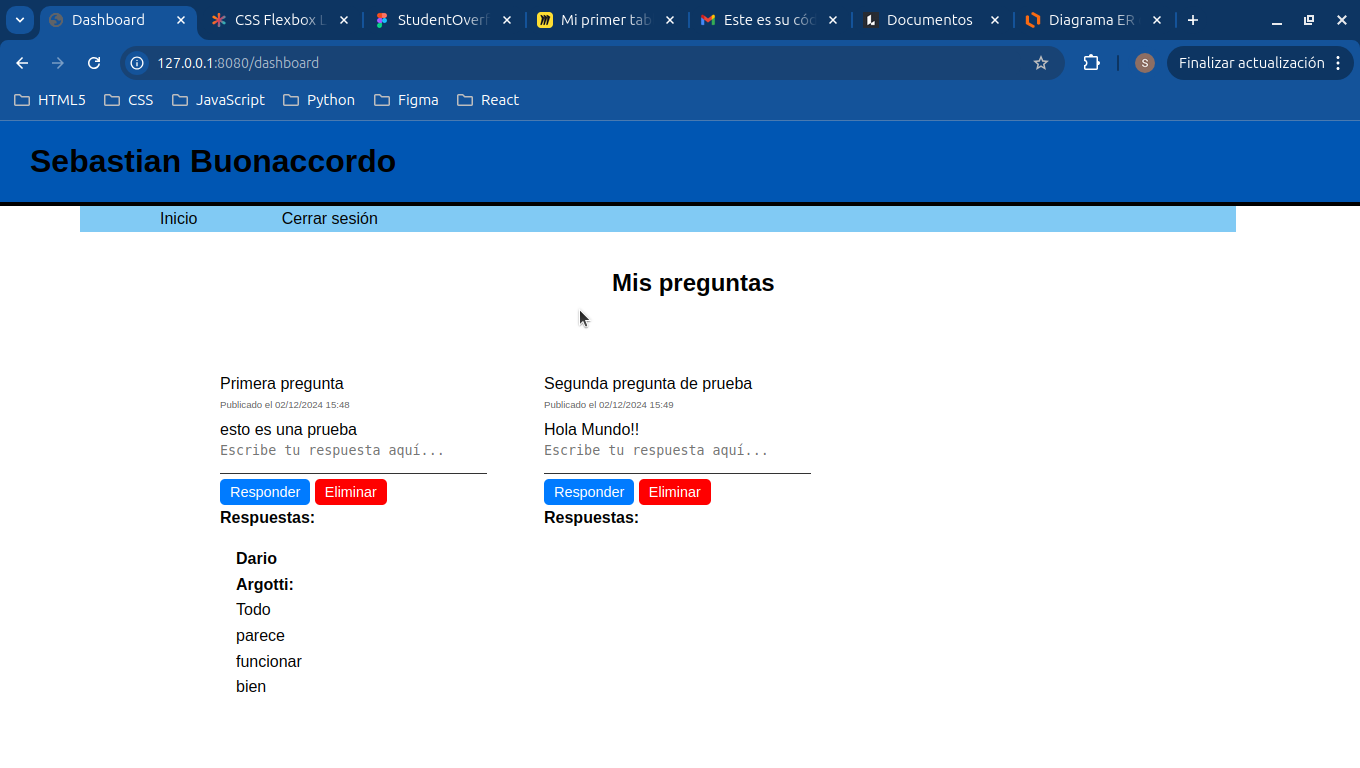 Dashboard
CSS Flexbox L
StudentOverf
Mi primer tab
Este es su cód
Documentos
Diagrama ER
127.0.0.1:8080/dashboard
S
Finalizar actualización
HTML5
CSS
JavaScript
Python
Figma
React
Sebastian Buonaccordo
Inicio
Cerrar sesión
Mis preguntas
Primera pregunta
Publicado el 02/12/2024 15:48
esto es una prueba
Escribe tu respuesta aquí...
Responder
Eliminar
Respuestas:
Dario
Argotti:
Todo
parece
funcionar
bien
Segunda pregunta de prueba
Publicado el 02/12/2024 15:49
Hola Mundo!!
Escribe tu respuesta aquí...
Responder
Eliminar
Respuestas: